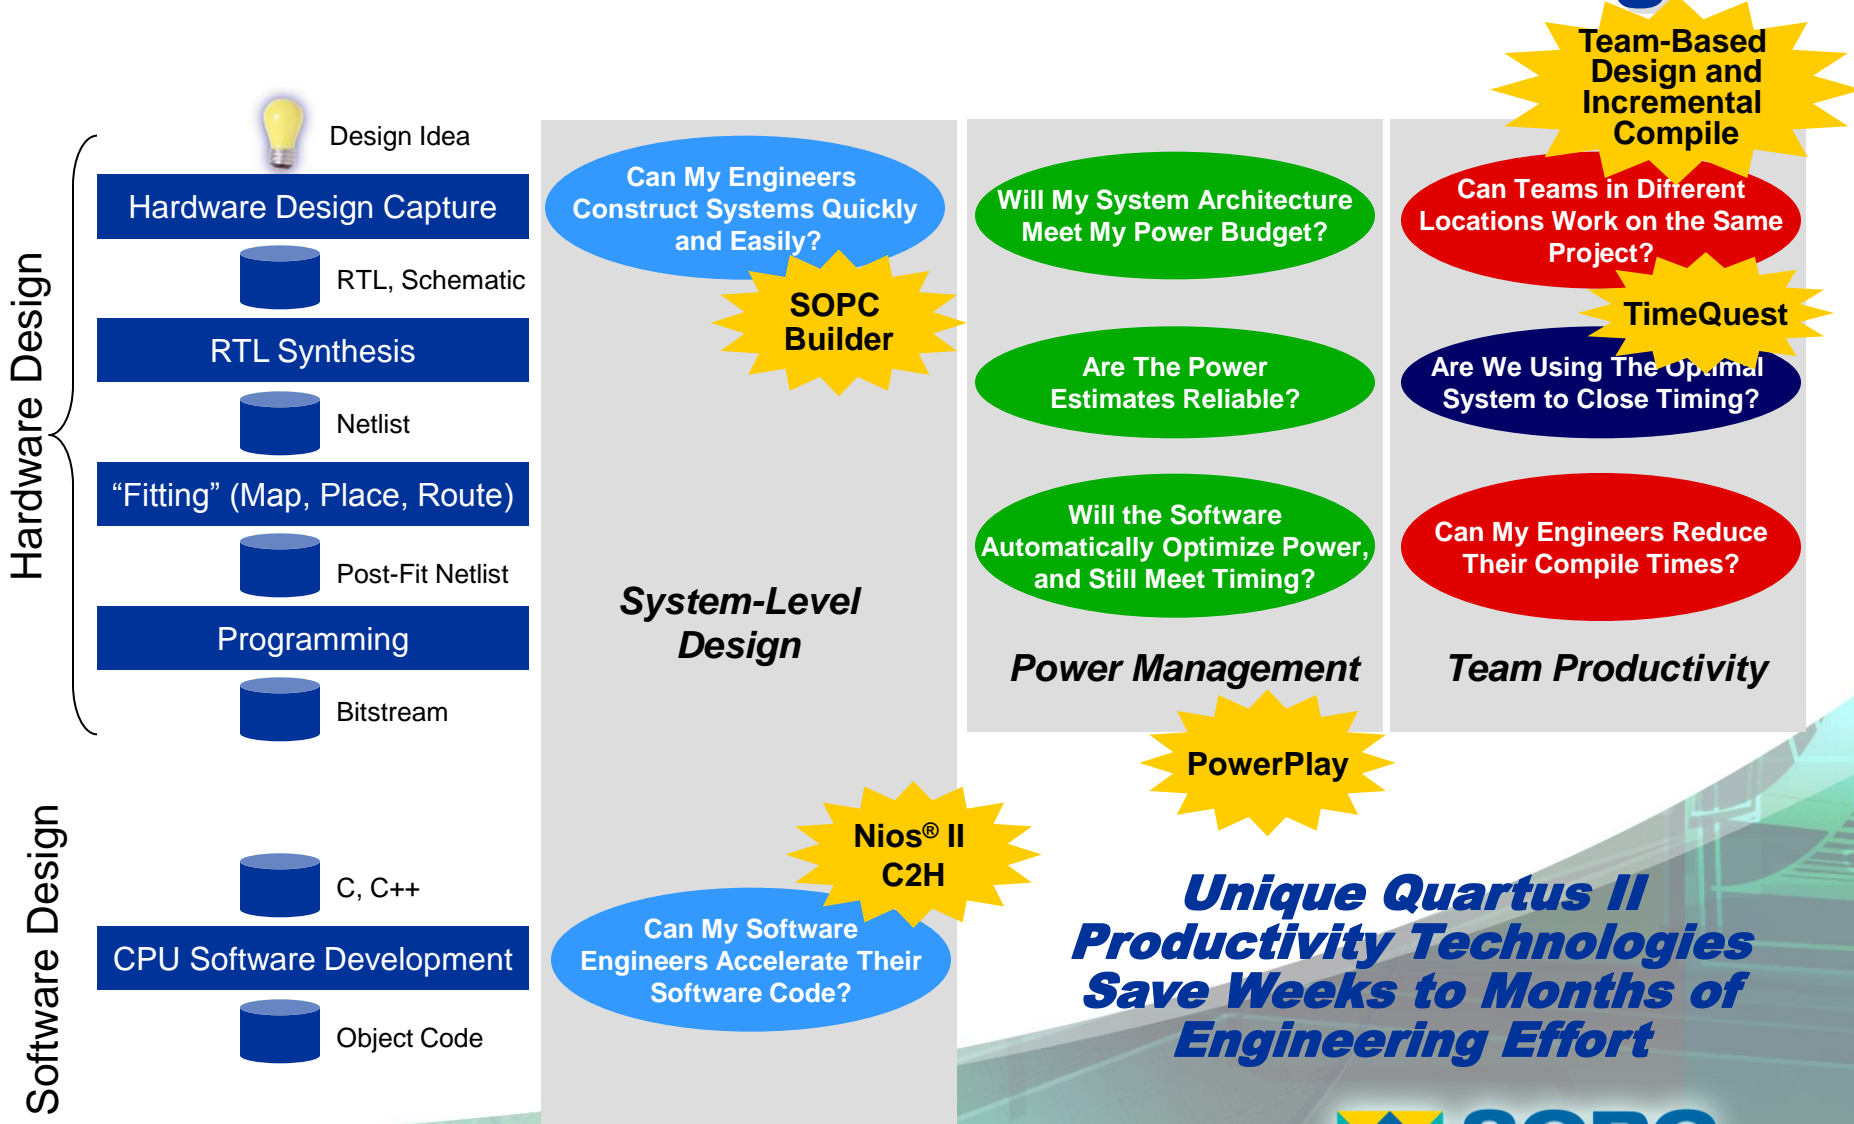 Team-Based
Design and
Incremental
Compile
Design Idea
Hardware Design Capture
RTL, Schematic
RTL Synthesis
Netlist
“Fitting” (Map, Place, Route)
Post-Fit Netlist
Programming
Bitstream
Hardware Design
C, C++
CPU Software Development
Object Code
Software Design
Can My Engineers
Construct Systems Quickly
and Easily?
SOPC
Builder
System-Level
Design
Nios® II
C2H
Can My Software
Engineers Accelerate Their
Software Code?
Will My System Architecture
Meet My Power Budget?
Are The Power
Estimates Reliable?
Will the Software
Automatically Optimize Power,
and Still Meet Timing?
Power Management
PowerPlay
Can Teams in Different
Locations Work on the Same
Project?
TimeQuest
Are We Using The Optimal
System to Close Timing?
Can My Engineers Reduce
Their Compile Times?
Team Productivity
Unique Quartus II
Productivity Technologies
Save Weeks to Months of
Engineering Effort
SOPC